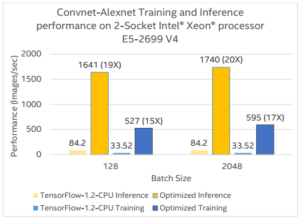 Convnet-Alexnet Training and Inference
performance on 2-Socket Intel® Xeon® processor
E5-2699 V4
Performance (Images/sec)
2000
1500
1000
500
0
1641 (19X)
1740 (20X)
84.2
33.52
527 (15X)
84.2
33.52
595 (17X)
128
2048
Batch Size
TensorFlow-1.2-CPU Inference
Optimized Inference
TensorFlow-1.2-CPU Training
Optimized Training